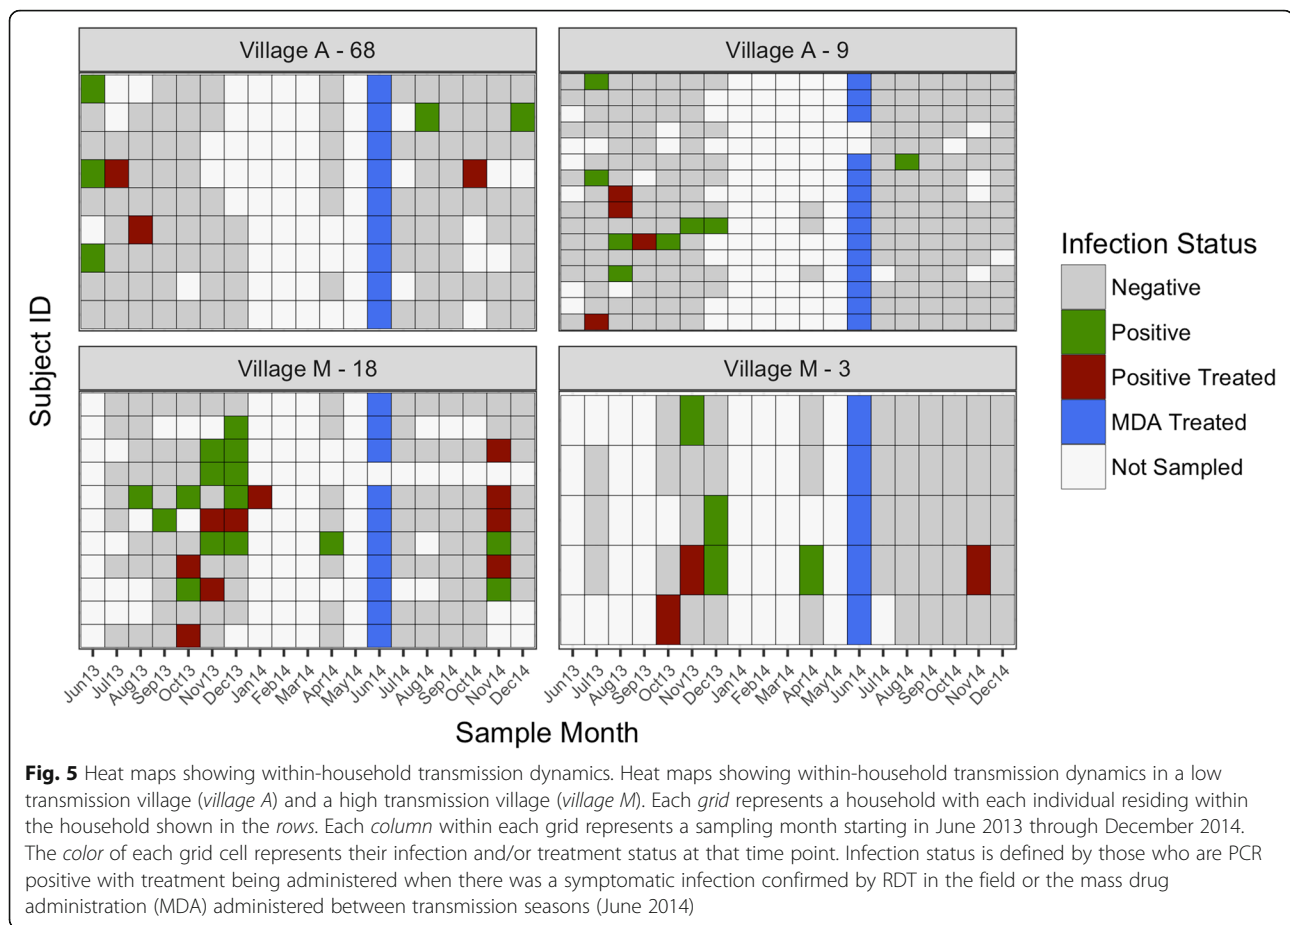 Village A - 68
Village A - 9
Village M - 18
Village M - 3
Subject ID
Infection Status
Negative
Positive
Positive Treated
MDA Treated
Not Sampled
Jun13 Jul13 Aug13 Sep13 Oct13 Nov13 Dec13 Jan14 Feb14 Mar14 Apr14 May14 Jun14 Jul14 Aug14 Sep14 Oct14 Nov14 Dec14
Jun13 Jul13 Aug13 Sep13 Oct13 Nov13 Dec13 Jan14 Feb14 Mar14 Apr14 May14 Jun14 Jul14 Aug14 Sep14 Oct14 Nov14 Dec14
Sample Month
Fig. 5 Heat maps showing within-household transmission dynamics. Heat maps showing within-household transmission dynamics in a low
transmission village (village A) and a high transmission village (village M). Each grid represents a household with each individual residing within
the household shown in the rows. Each column within each grid represents a sampling month starting in June 2013 through December 2014.
The color of each grid cell represents their infection and/or treatment status at that time point. Infection status is defined by those who are PCR
positive with treatment being administered when there was a symptomatic infection confirmed by RDT in the field or the mass drug
administration (MDA) administered between transmission seasons (June 2014)